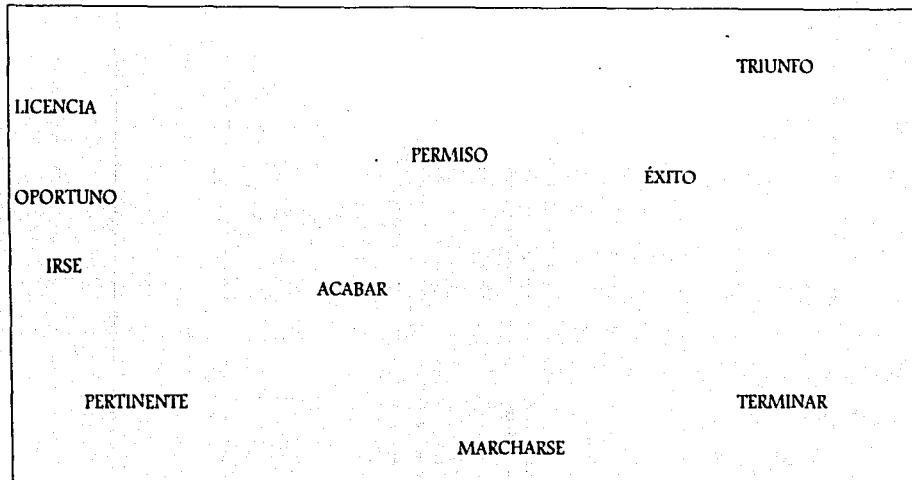 TRIUNFO
LICENCIA
PERMISO
ÉXITO
OPORTUNO
IRSE
ACABAR
PERTINENTE
TERMINAR
MARCHARSE